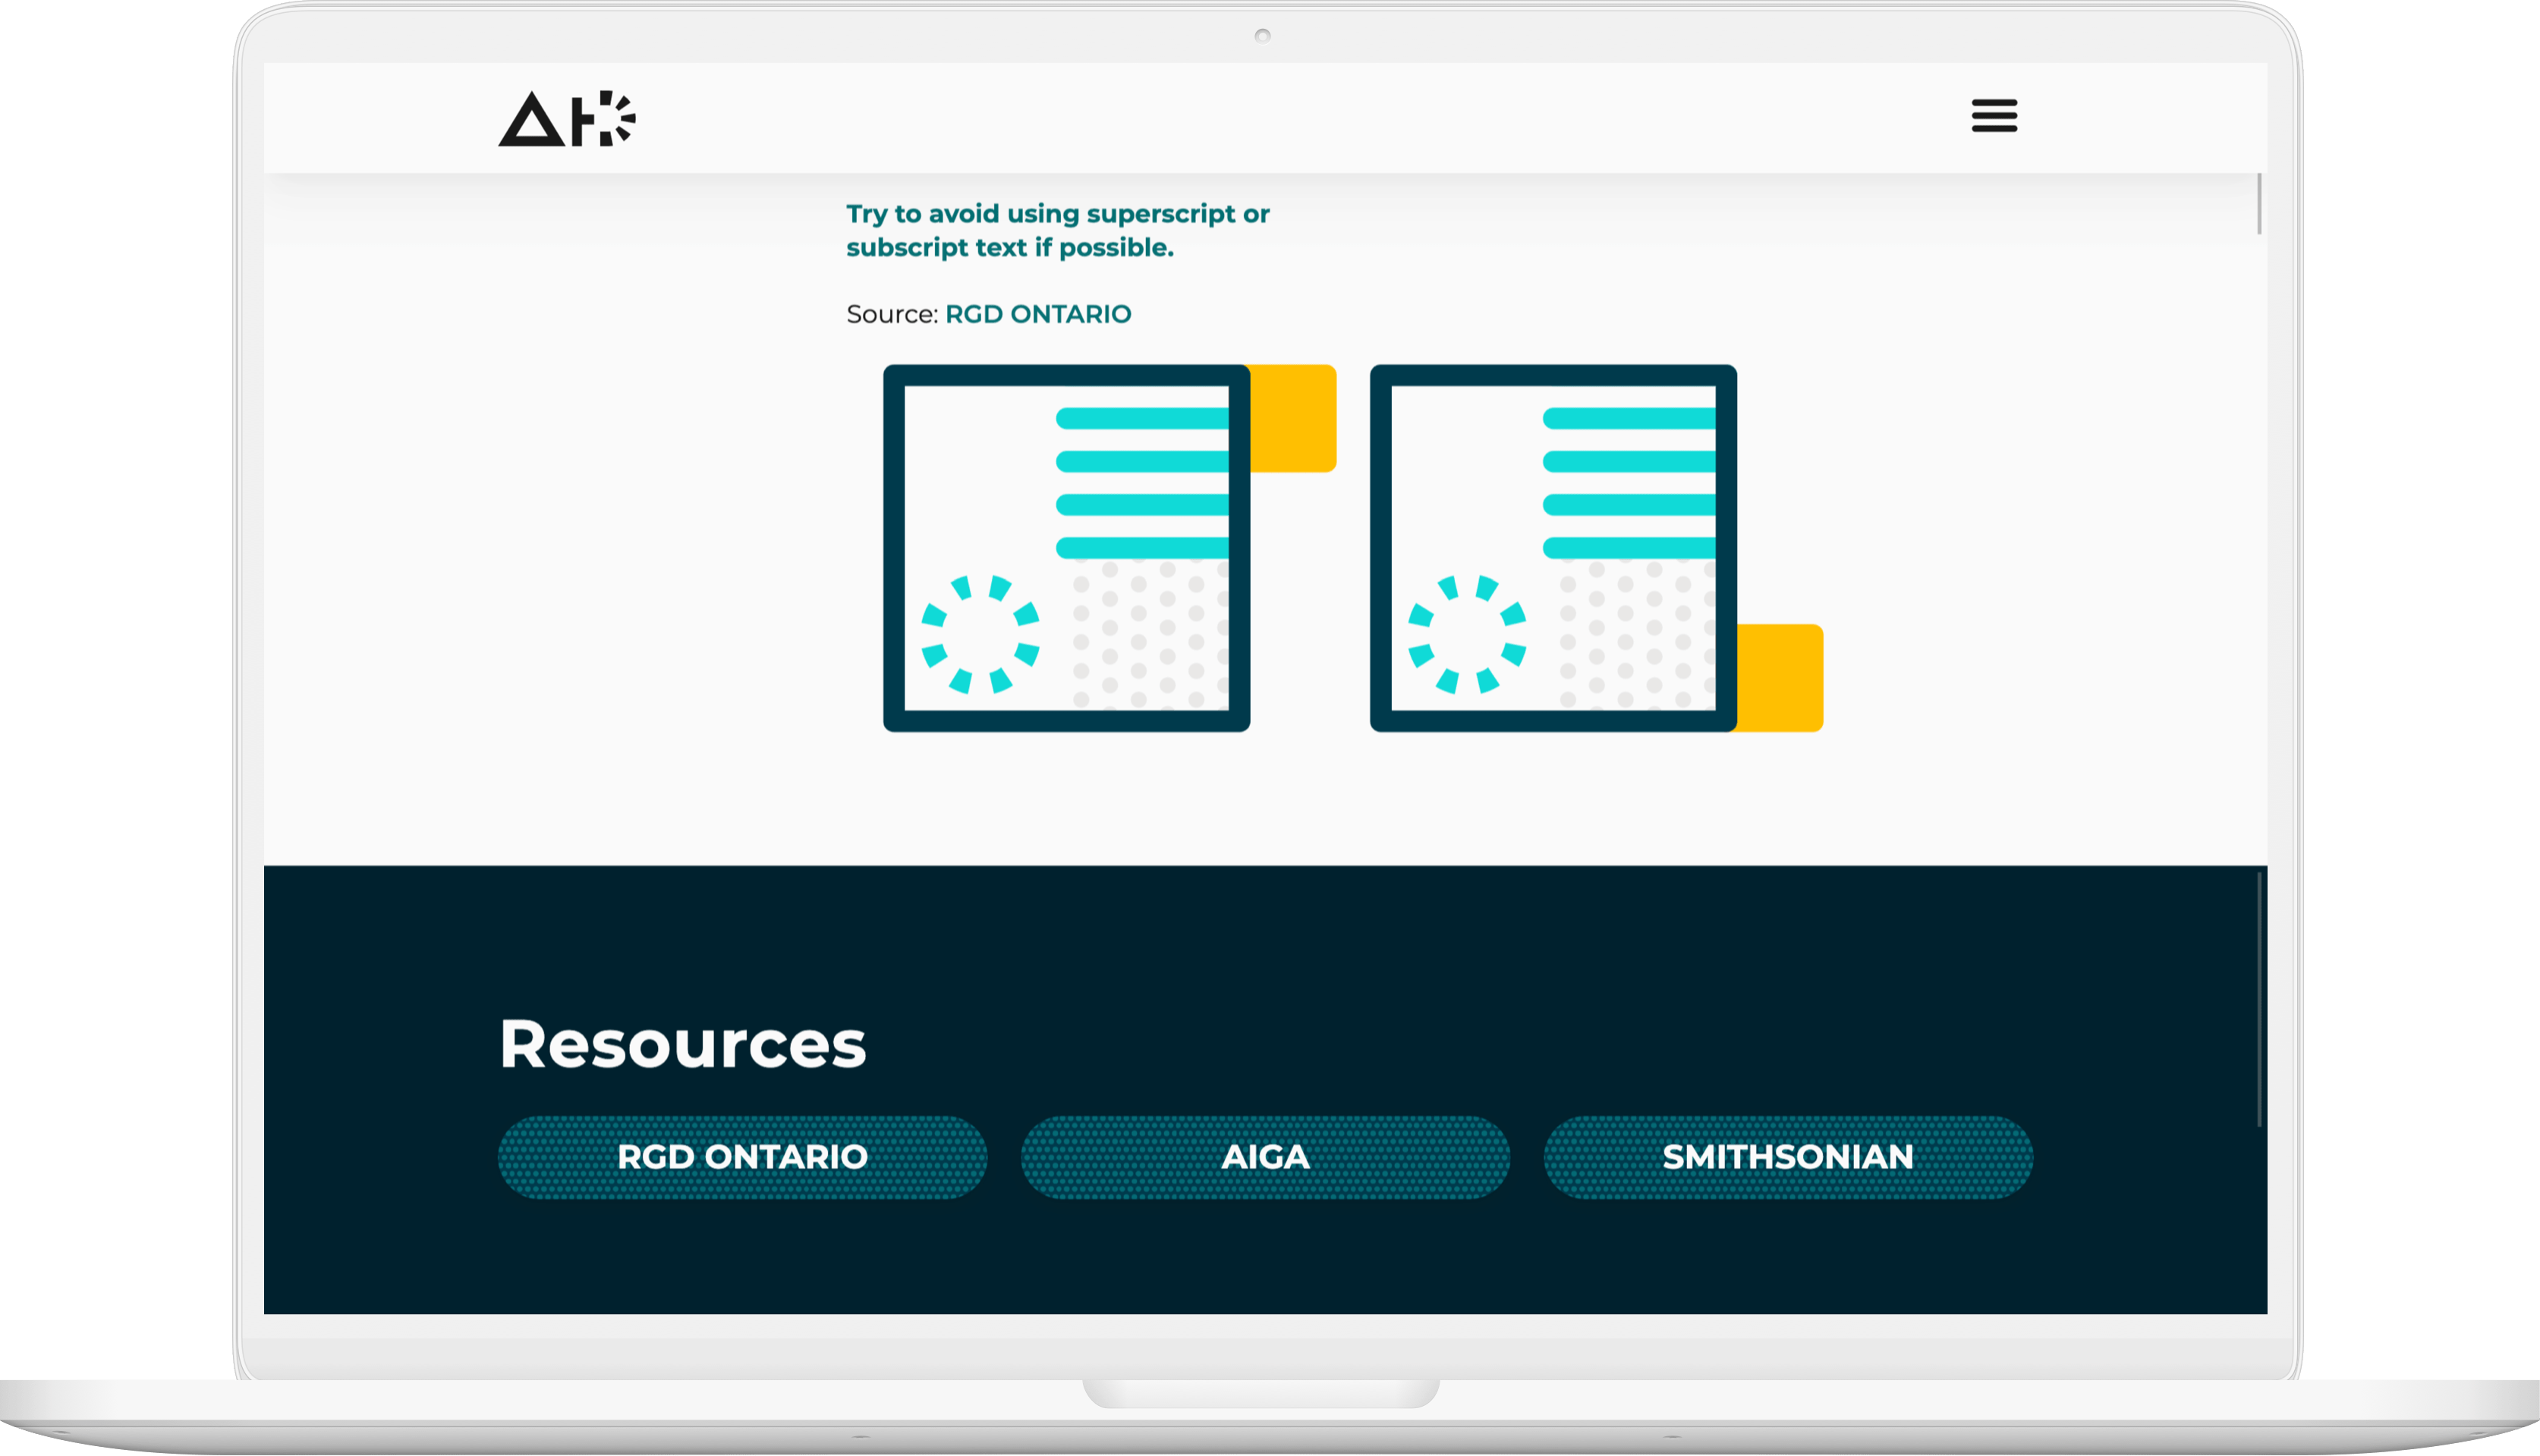 Try to avoid using superscript or
subscript text if possible.
Source: RGD ONTARIO
Resources
RGD ONTARIO
AIGA
SMITHSONIAN